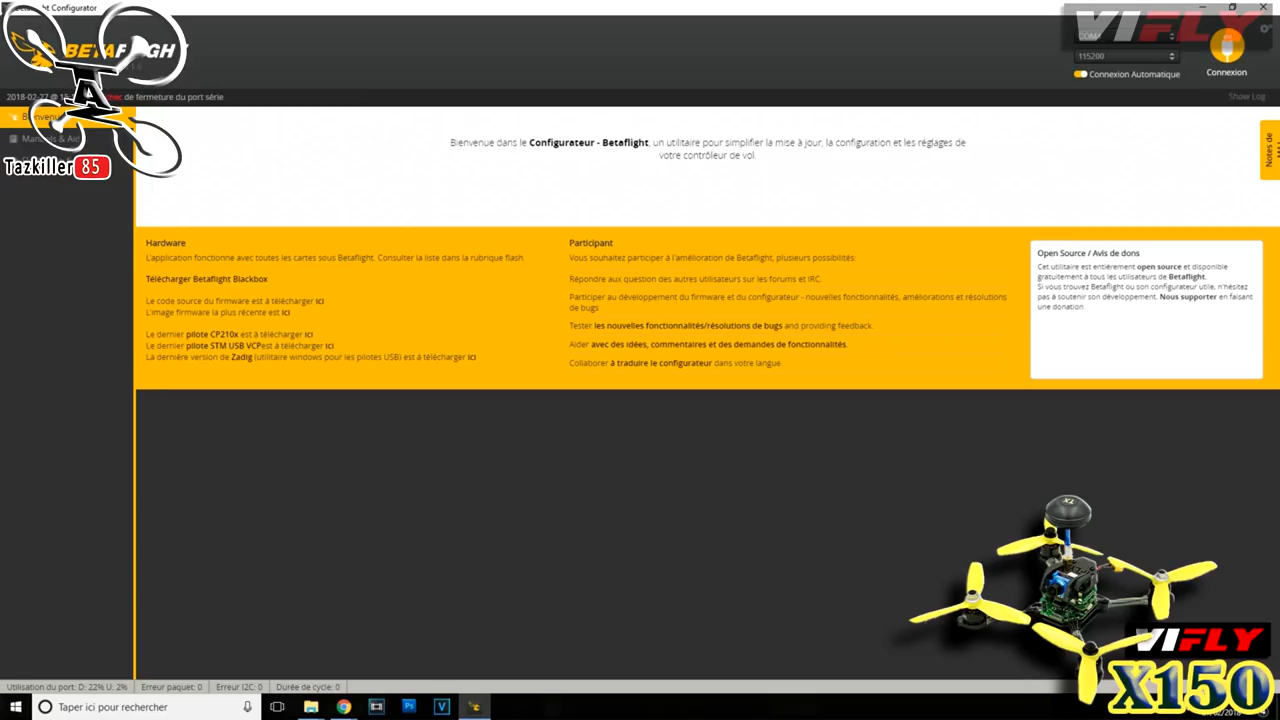 Configurator
VIFLY
BETAFLIGHT
115200
Connexion Automatique
Connexion
2018-02-27 @
de fermeture du port série
Show Log
Bienvenue
Notes de
Tazkiller 85
A
Bienvenue dans le Configurateur - Betaflight, un utilitaire pour simplifier la mise à jour, la configuration et les réglages de
votre contrôleur de vol.
Hardware
L'application fonctionne avec toutes les cartes sous Betaflight. Consulter la liste dans la rubrique flash.
Télécharger Betaflight Blackbox
Le code source du firmware est à télécharger ici
L'image firmware la plus récente est ici
Le dernier pilote CP210x est à télécharger ici
Le dernier pilote STM USB VCPest à télécharger ici
La dernière version de Zadig (utilitaire windows pour les pilotes USB) est à télécharger ici
Participant
Vous souhaitez participer à l'amélioration de Betaflight, plusieurs possibilités:
Répondre aux question des autres utilisateurs sur les forums et IRC.
Participer au développement du firmware et du configurateur - nouvelles fonctionnalités, améliorations et résolutions
de bugs
Tester les nouvelles fonctionnalités/résolutions de bugs and providing feedback.
Aider avec des idées, commentaires et des demandes de fonctionnalités.
Collaborer à traduire le configurateur dans votre langue
Open Source / Avis de dons
Cet utilitaire est entièrement open source et disponible
gratuitement à tous les utilisateurs de Betaflight.
Si vous trouvez Betaflight ou son configurateur utile, n'hésitez
pas à soutenir son développement. Nous supporter en faisant
une donation.
TX
VIFLY
X150
Utilisation du port: D: 22% U: 2%
Erreur paquet: 0
Erreur I2C: 0
Durée de cycle: 0
Taper ici pour rechercher